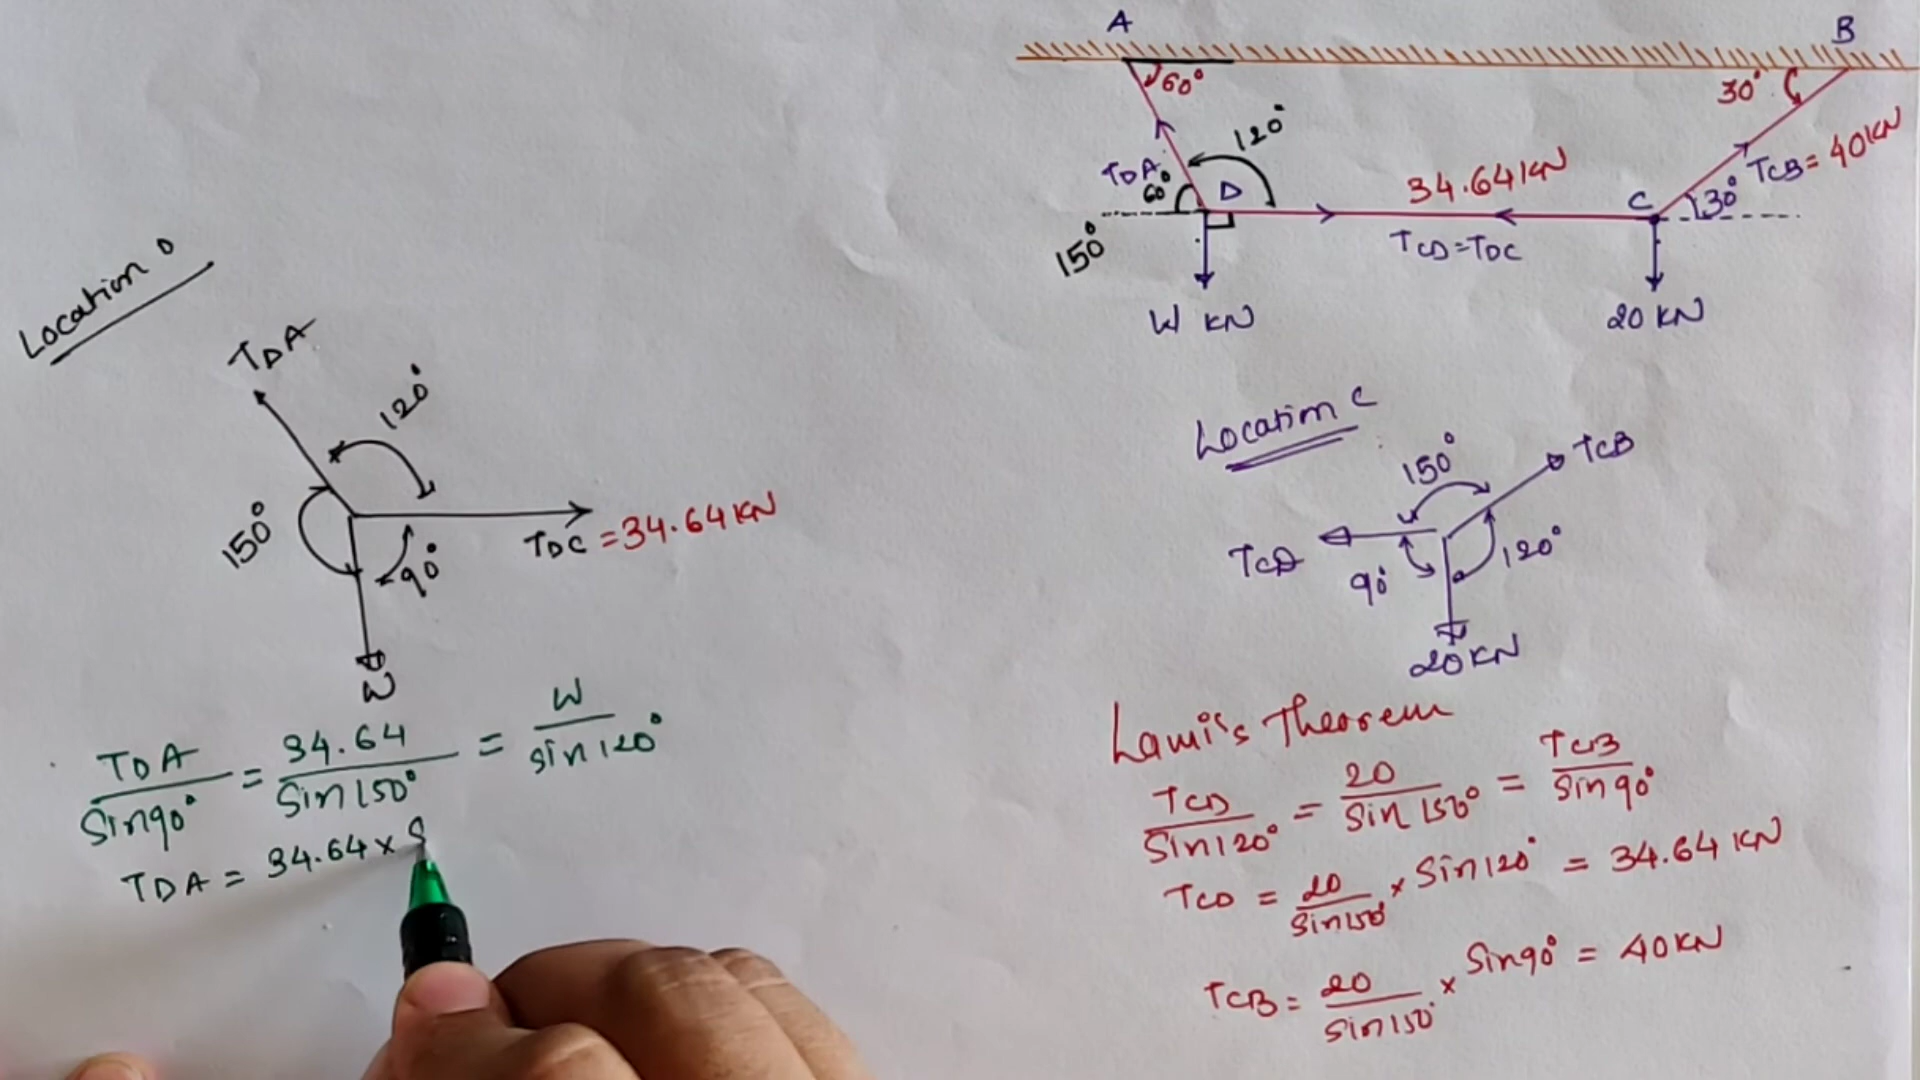 A
B
60°
30°
120°
TDA
60°
D
34.64 KN
TCB = 40KN
C
30°
150°
TCD = TDC
W KN
20 KN
Location D
TDA
120°
150°
90°
TDC = 34.64 KN
W
TDA/Sin90° = 34.64/Sin150° = W/Sin120°
TDA = 34.64 × S
Location C
150°
TCB
TCD
90°
120°
20 KN
Lami's Theorem
TCD/Sin120° = 20/Sin150° = TCB/Sin90°
TCD = 20/Sin150° × Sin120° = 34.64 KN
TCB = 20/Sin150° × Sin90° = 40 KN